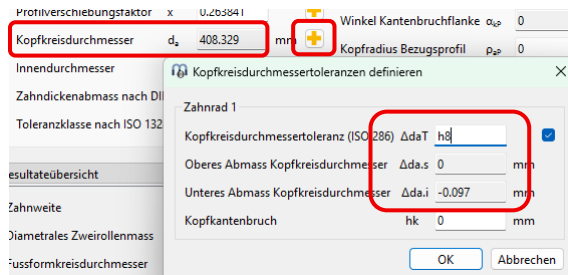 Profilverschiebungsfaktor x 0.263841
Winkel Kantenbruchflanke αkP 0
Kopfkreisdurchmesser da 408.329 mm
Kopfradius Bezugsprofil ρaP 0
Innendurchmesser
Kopfkreisdurchmessertoleranzen definieren
Zahndickenabmass nach DI
Zahnrad 1
Toleranzklasse nach ISO 132
Kopfkreisdurchmessertoleranz (ISO 286) ΔdaT h8
esultateübersicht
Oberes Abmass Kopfkreisdurchmesser Δda.s 0 mm
Unteres Abmass Kopfkreisdurchmesser Δda.i -0.097 mm
Zahnweite
Kopfkantenbruch hk 0 mm
Diametrales Zweirollenmass
Fussformkreisdurchmesser
OK Abbrechen